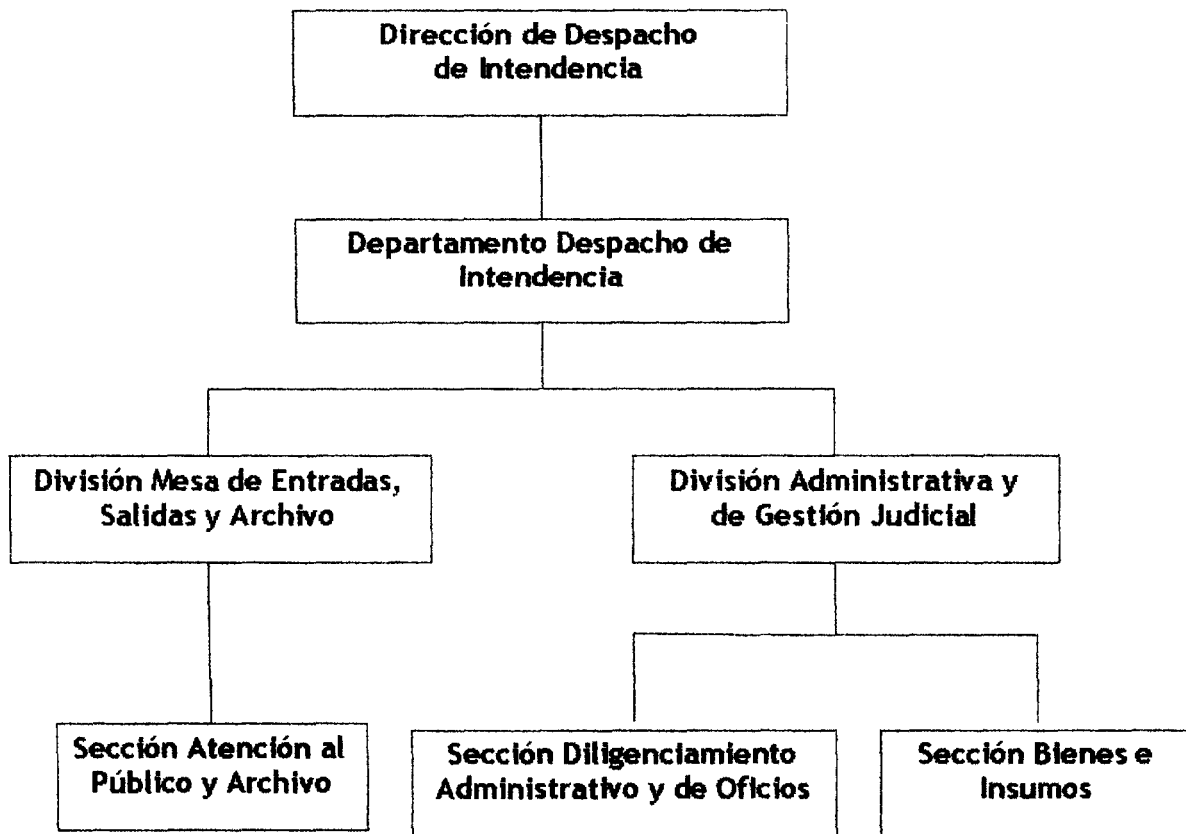 Dirección de Despacho
de Intendencia
Departamento Despacho de
Intendencia
División Mesa de Entradas,
Salidas y Archivo
División Administrativa y
de Gestión Judicial
Sección Atención al
Público y Archivo
Sección Diligenciamiento
Administrativo y de Oficios
Sección Bienes e
Insumos